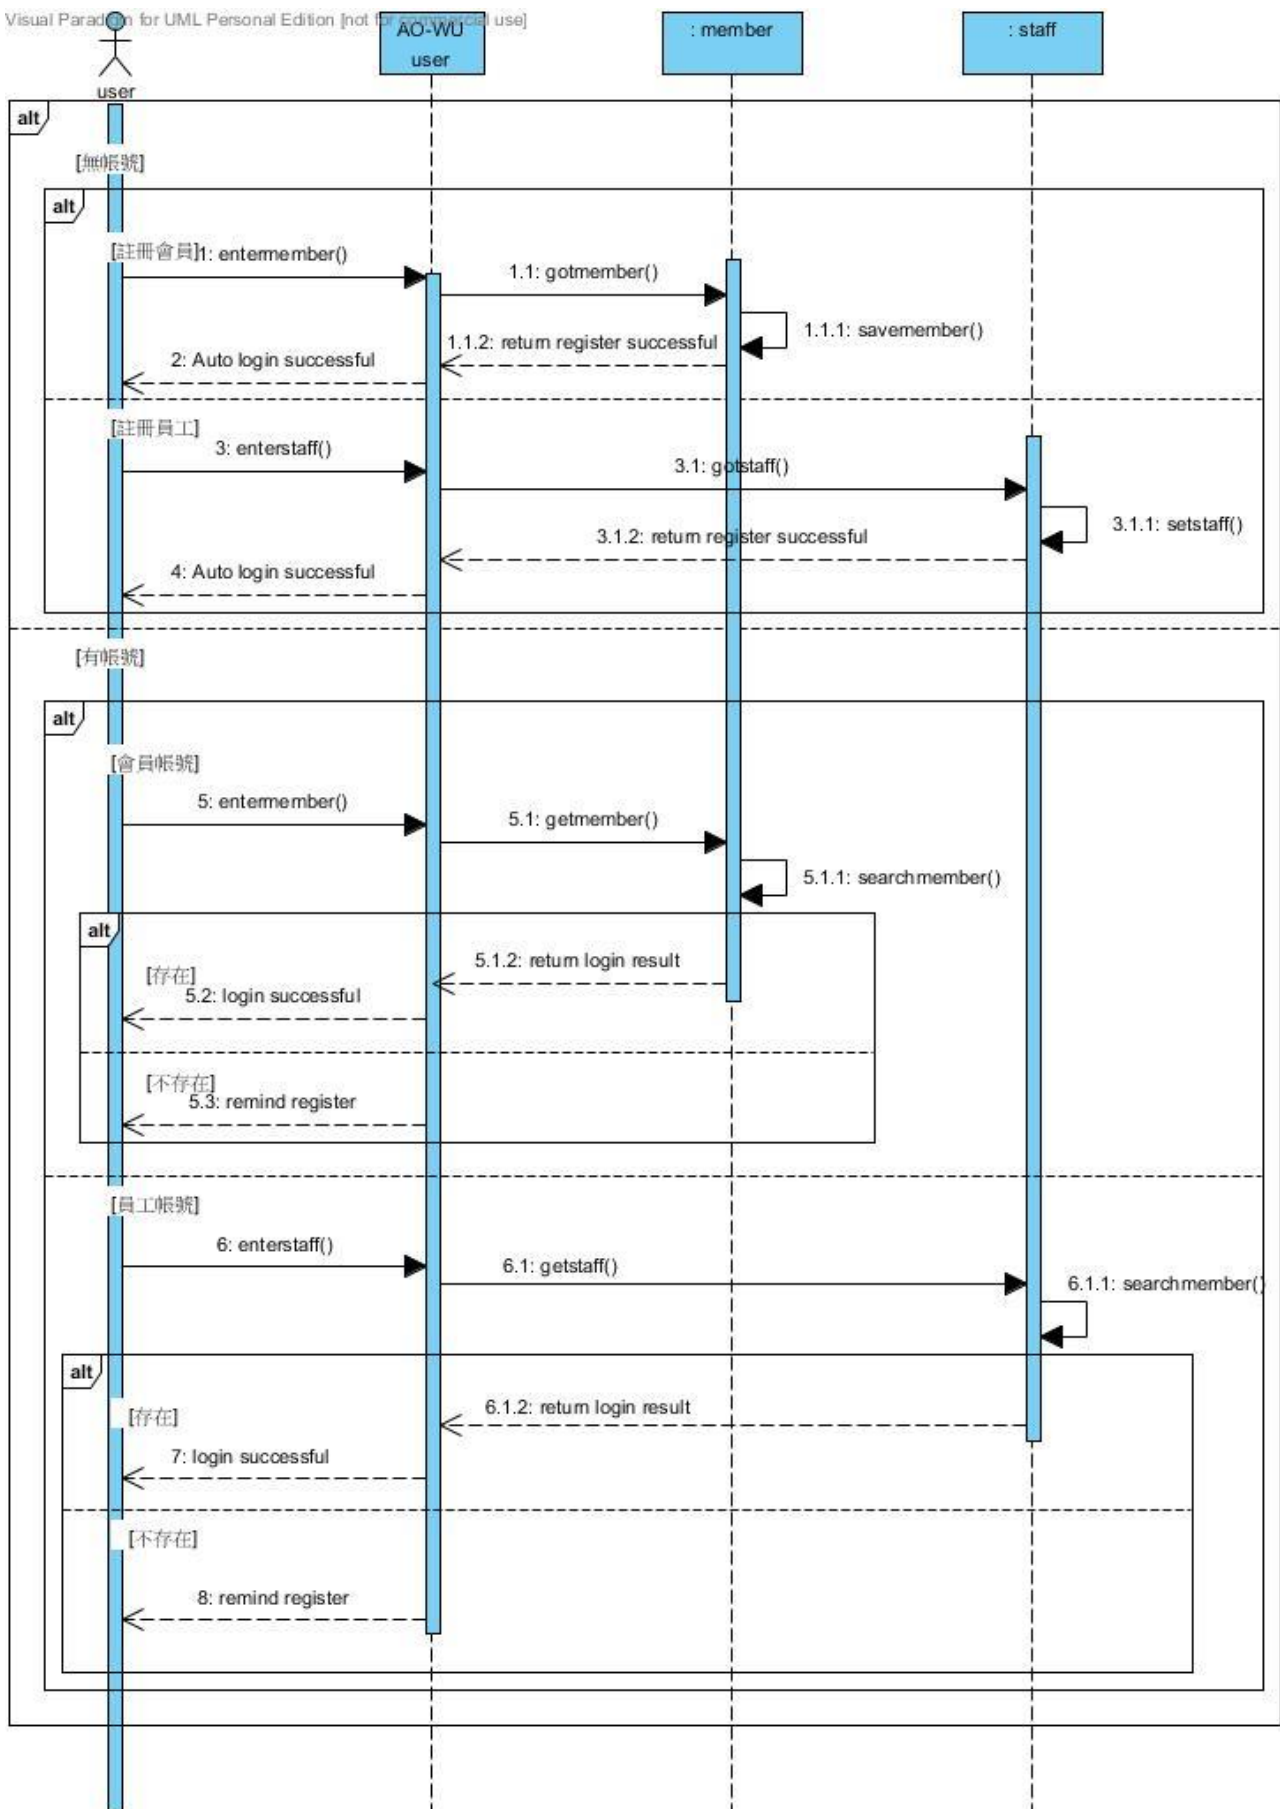 Visual Paradigm for UML Personal Edition [not for commercial use]
user
AO-WU
user
: member
: staff
alt
[無帳號]
alt
[註冊會員]
1: entermember()
1.1: gotmember()
1.1.1: savemember()
1.1.2: return register successful
2: Auto login successful
[註冊員工]
3: enterstaff()
3.1: gotstaff()
3.1.1: setstaff()
3.1.2: return register successful
4: Auto login successful
[有帳號]
alt
[會員帳號]
5: entermember()
5.1: getmember()
5.1.1: searchmember()
alt
5.1.2: return login result
[存在]
5.2: login successful
[不存在]
5.3: remind register
[員工帳號]
6: enterstaff()
6.1: getstaff()
6.1.1: searchmember()
alt
6.1.2: return login result
[存在]
7: login successful
[不存在]
8: remind register